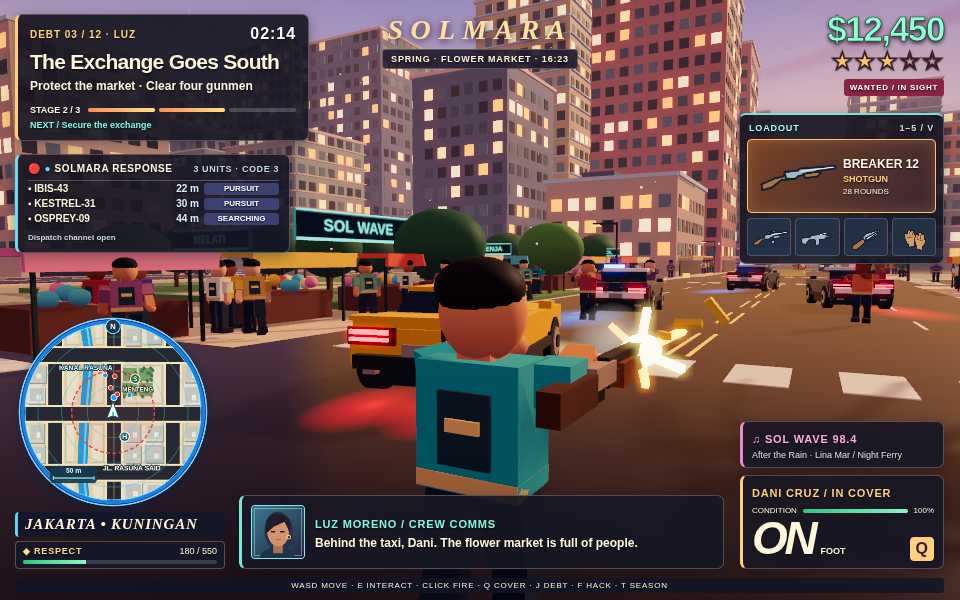 DEBT 03 / 12 · LUZ
02:14
The Exchange Goes South
Protect the market · Clear four gunmen
STAGE 2 / 3
NEXT / Secure the exchange
SOLMARA RESPONSE
3 UNITS · CODE 3
• IBIS-43 22 m PURSUIT
• KESTREL-31 30 m PURSUIT
• OSPREY-09 44 m SEARCHING
Dispatch channel open
SOLMARA
SPRING · FLOWER MARKET · 16:23
$12,450
WANTED / IN SIGHT
LOADOUT 1–5 / V
BREAKER 12
SHOTGUN
28 ROUNDS
MELATI
SOL WAVE
ENJA
N
KANAL RASUNA
S
MENTENG
H
JL. RASUNA SAID
50 m
JAKARTA • KUNINGAN
◆ RESPECT 180 / 550
LUZ MORENO / CREW COMMS
Behind the taxi, Dani. The flower market is full of people.
♫ SOL WAVE 98.4
After the Rain · Lina Mar / Night Ferry
DANI CRUZ / IN COVER
CONDITION 100%
ON FOOT
Q
WASD MOVE · E INTERACT · CLICK FIRE · Q COVER · J DEBT · F HACK · T SEASON